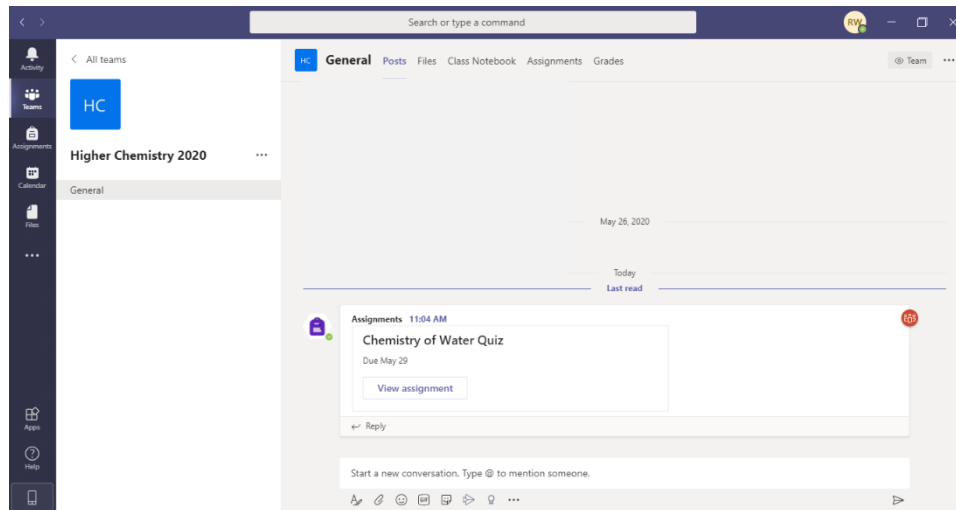 Search or type a command
RW
Activity
Teams
Assignments
Calendar
Files
Apps
Help
All teams
HC
Higher Chemistry 2020
General
HC
General Posts Files Class Notebook Assignments Grades
Team
May 26, 2020
Today
Last read
Assignments 11:04 AM
Chemistry of Water Quiz
Due May 29
View assignment
Reply
Start a new conversation. Type @ to mention someone.
GIF